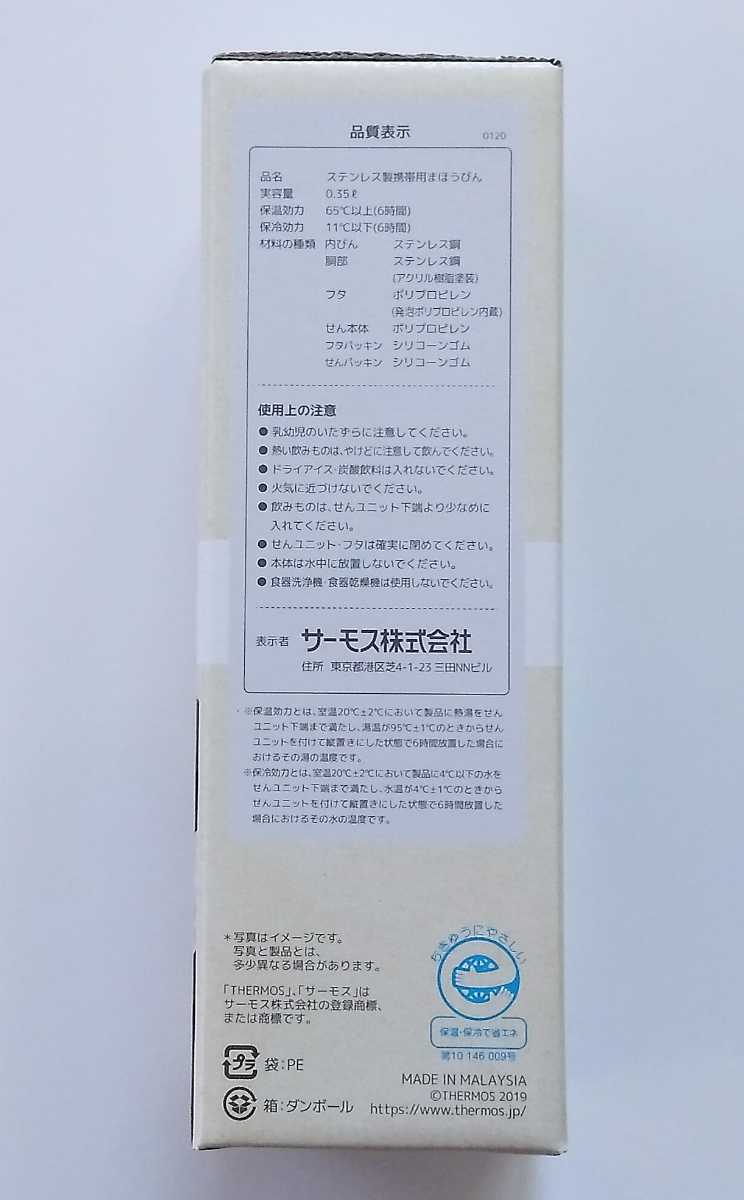 品質表示 0120
品名 ステンレス製携帯用まほうびん
実容量 0.35ℓ
保温効力 65℃以上(6時間)
保冷効力 11℃以下(6時間)
材料の種類 内びん ステンレス鋼
胴部 ステンレス鋼
(アクリル樹脂塗装)
フタ ポリプロピレン
(発泡ポリプロピレン内蔵)
せん本体 ポリプロピレン
フタパッキン シリコーンゴム
せんパッキン シリコーンゴム
使用上の注意
● 乳幼児のいたずらに注意してください。
● 熱い飲みものは、やけどに注意して飲んでください。
● ドライアイス・炭酸飲料は入れないでください。
● 火気に近づけないでください。
● 飲みものは、せんユニット下端より少なめに
入れてください。
● せんユニット・フタは確実に閉めてください。
● 本体は水中に放置しないでください。
● 食器洗浄機・食器乾燥機は使用しないでください。
表示者 サーモス株式会社
住所 東京都港区芝4-1-23 三田NNビル
※保温効力とは、室温20℃±2℃において製品に熱湯をせん
ユニット下端まで満たし、湯温が95℃±1℃のときからせん
ユニットを付けて縦置きにした状態で6時間放置した場合に
おけるその湯の温度です。
※保冷効力とは、室温20℃±2℃において製品に4℃以下の水を
せんユニット下端まで満たし、水温が4℃±1℃のときから
せんユニットを付けて縦置きにした状態で6時間放置した
場合におけるその水の温度です。
＊写真はイメージです。
写真と製品とは、
多少異なる場合があります。
「THERMOS」、「サーモス」は
サーモス株式会社の登録商標、
または商標です。
ちきゅうにやさしい
保温・保冷で省エネ
第10 146 009号
プラ 袋:PE
箱:ダンボール
MADE IN MALAYSIA
©THERMOS 2019
https://www.thermos.jp/